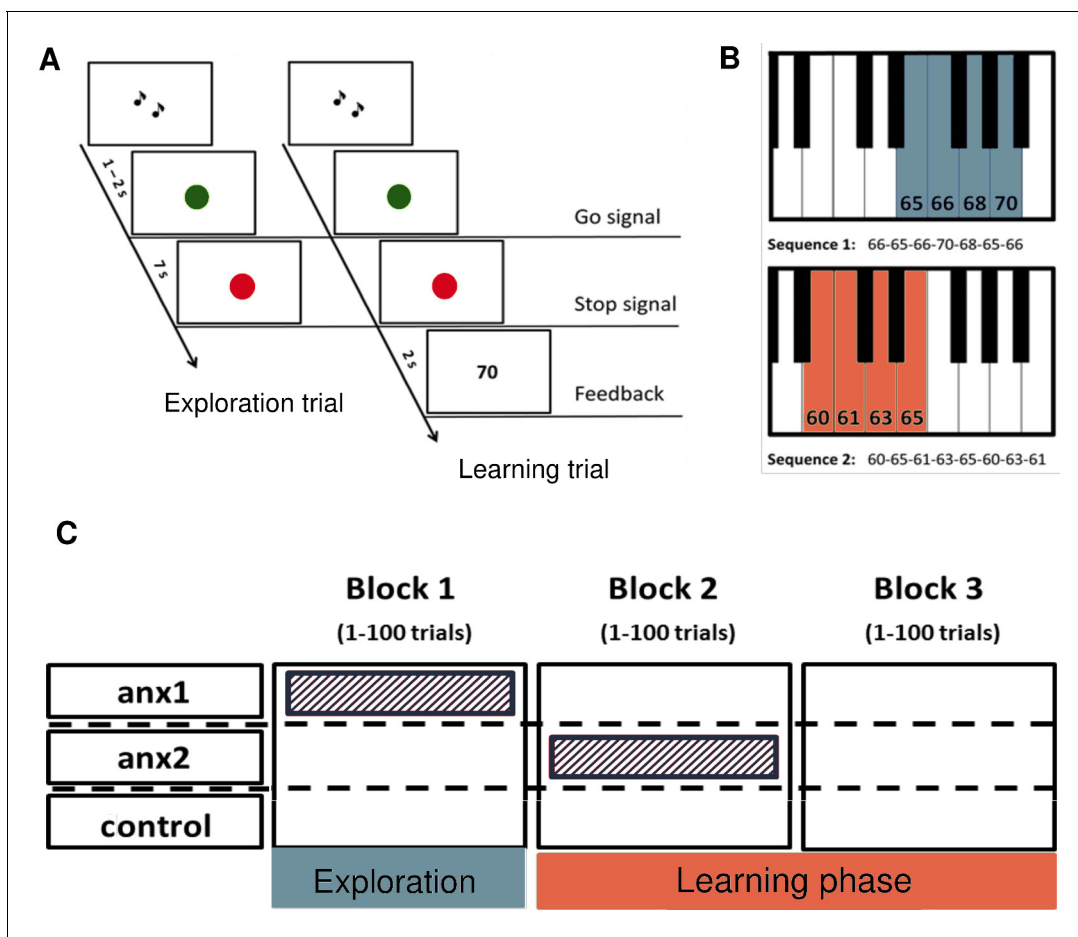 A
1-2 s
7 s
Exploration trial
2 s
70
Learning trial
Go signal
Stop signal
Feedback
B
65 66 68 70
Sequence 1: 66-65-66-70-68-65-66
60 61 63 65
Sequence 2: 60-65-61-63-65-60-63-61
C
Block 1 Block 2 Block 3
(1-100 trials) (1-100 trials) (1-100 trials)
anx1
anx2
control
Exploration Learning phase